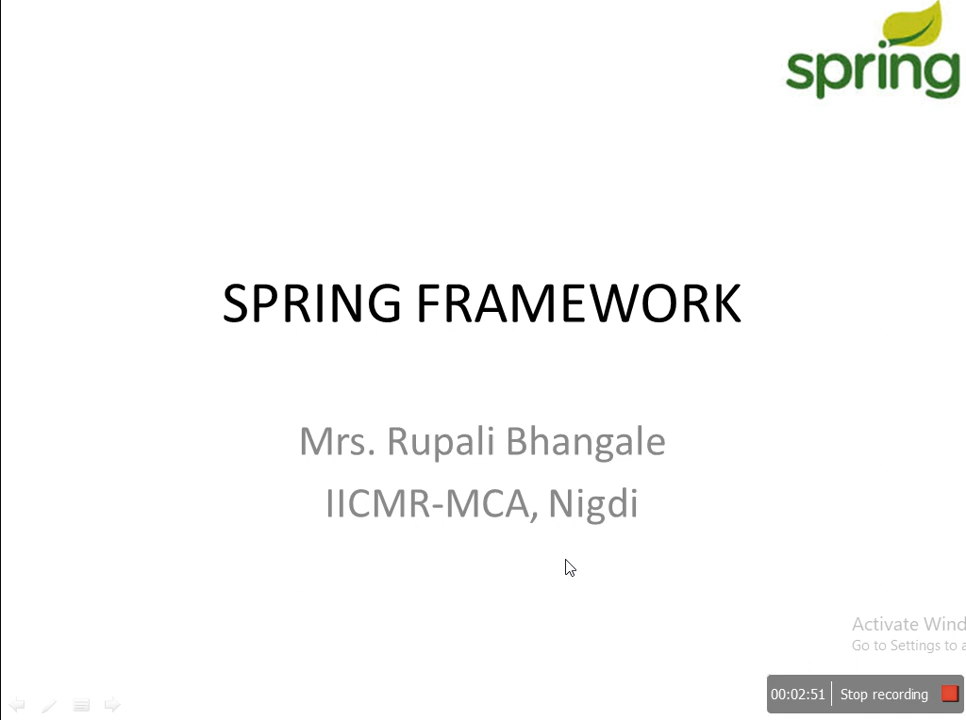 spring
SPRING FRAMEWORK
Mrs. Rupali Bhangale
IICMR-MCA, Nigdi
Activate Wind
Go to Settings to a
00:02:51 Stop recording